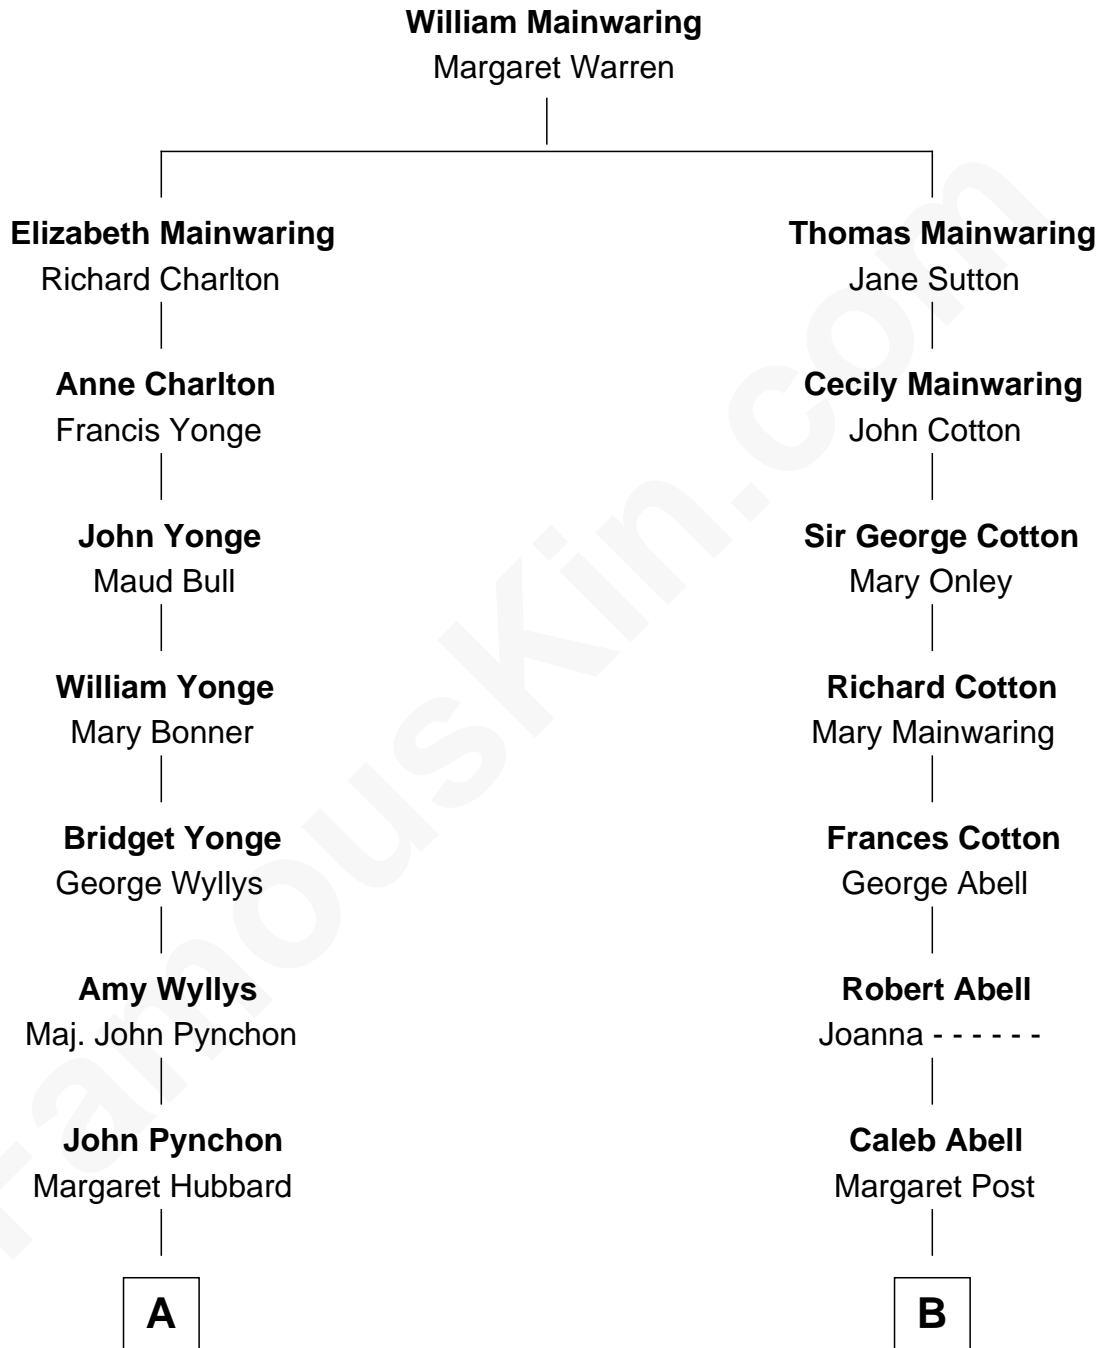 William Mainwaring
Margaret Warren
Elizabeth Mainwaring
Richard Charlton
Thomas Mainwaring
Jane Sutton
Anne Charlton
Francis Yonge
Cecily Mainwaring
John Cotton
John Yonge
Maud Bull
Sir George Cotton
Mary Onley
William Yonge
Mary Bonner
Richard Cotton
Mary Mainwaring
Bridget Yonge
George Wyllys
Frances Cotton
George Abell
Amy Wyllys
Maj. John Pynchon
Robert Abell
Joanna - - - - - -
John Pynchon
Margaret Hubbard
Caleb Abell
Margaret Post
A
B
FamousKin.com